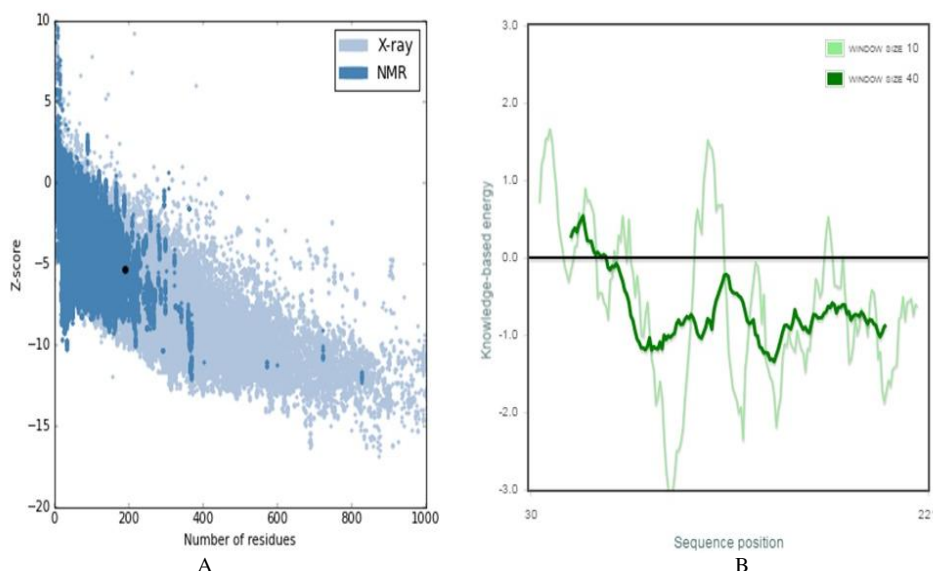 10
5
0
−5
−10
−15
−20
Z-score
0 200 400 600 800 1000
Number of residues
X-ray
NMR
A
3.0
2.0
1.0
0.0
-1.0
-2.0
-3.0
Knowledge-based energy
WINDOW SIZE 10
WINDOW SIZE 40
30 22
Sequence position
B